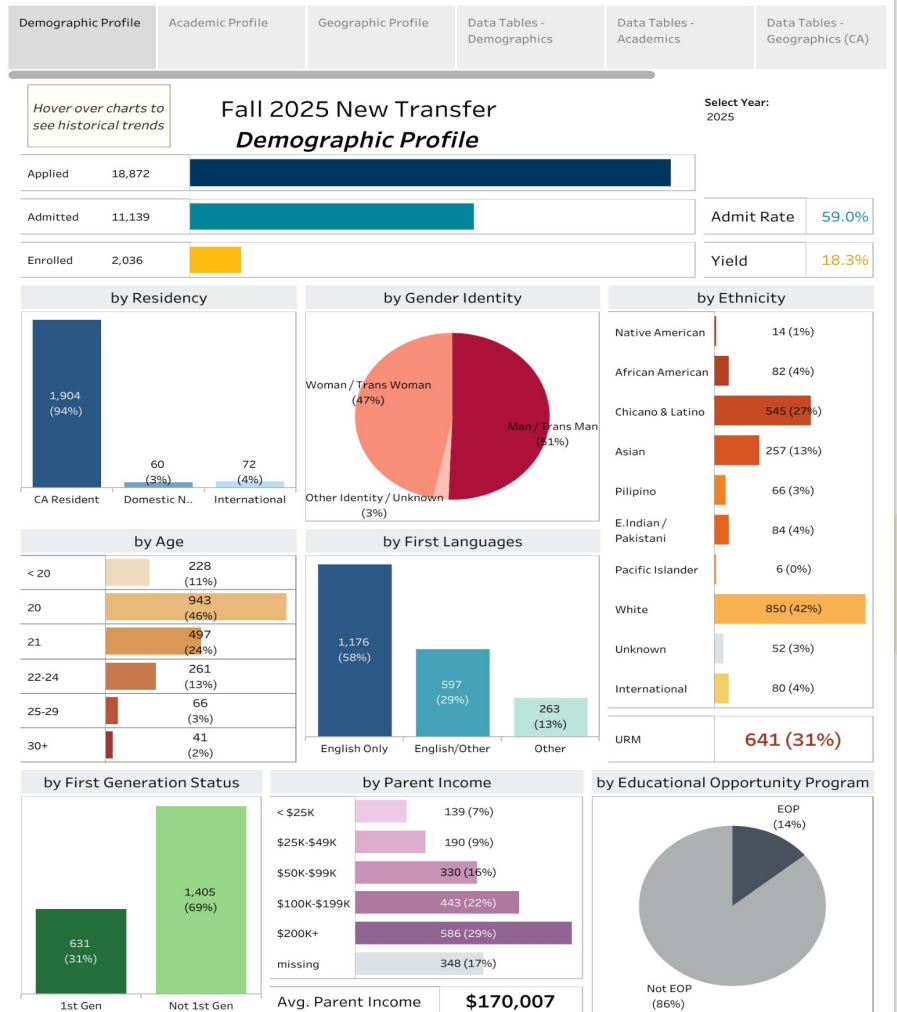 Demographic Profile
Academic Profile
Geographic Profile
Data Tables -
Demographics
Data Tables -
Academics
Data Tables -
Geographics (CA)
Hover over charts to
see historical trends
Fall 2025 New Transfer
Demographic Profile
Select Year:
2025
Applied 18,872
Admitted 11,139
Admit Rate 59.0%
Enrolled 2,036
Yield 18.3%
by Residency
1,904
(94%)
60
(3%)
72
(4%)
CA Resident
Domestic N..
International
by Gender Identity
Woman / Trans Woman
(47%)
Man / Trans Man
(51%)
Other Identity / Unknown
(3%)
by Ethnicity
Native American 14 (1%)
African American 82 (4%)
Chicano & Latino 545 (27%)
Asian 257 (13%)
Pilipino 66 (3%)
E.Indian /
Pakistani
84 (4%)
Pacific Islander 6 (0%)
White 850 (42%)
Unknown 52 (3%)
International 80 (4%)
URM 641 (31%)
by Age
< 20 228
(11%)
20 943
(46%)
21 497
(24%)
22-24 261
(13%)
25-29 66
(3%)
30+ 41
(2%)
by First Languages
1,176
(58%)
597
(29%)
263
(13%)
English Only
English/Other
Other
by First Generation Status
631
(31%)
1,405
(69%)
1st Gen
Not 1st Gen
by Parent Income
< $25K 139 (7%)
$25K-$49K 190 (9%)
$50K-$99K 330 (16%)
$100K-$199K 443 (22%)
$200K+ 586 (29%)
missing 348 (17%)
Avg. Parent Income $170,007
by Educational Opportunity Program
EOP
(14%)
Not EOP
(86%)